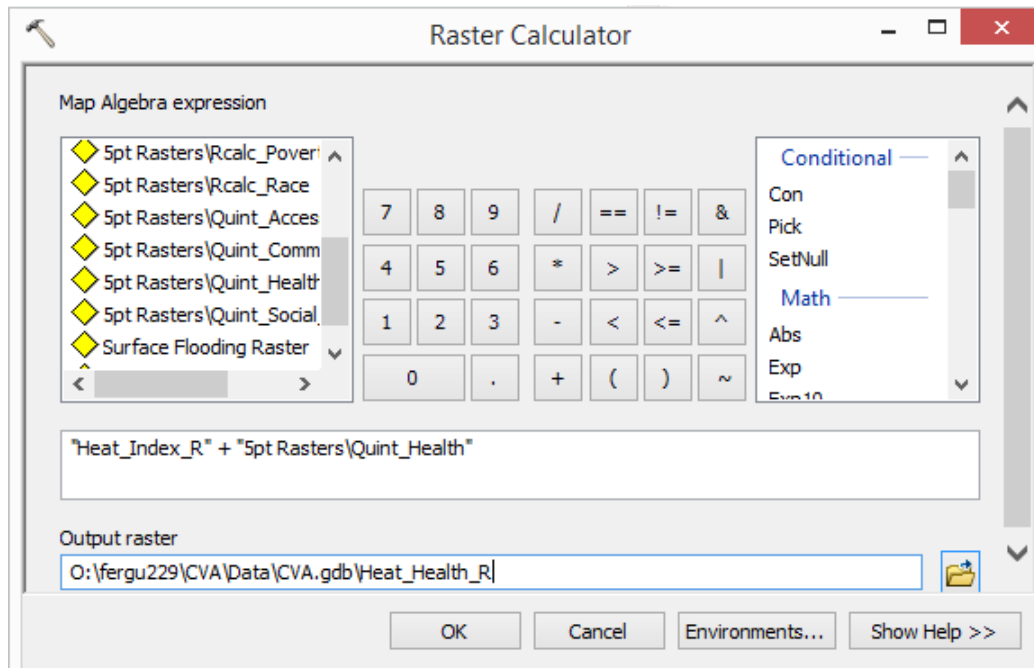 Raster Calculator
Map Algebra expression
5pt Rasters\Rcalc_Povert
5pt Rasters\Rcalc_Race
5pt Rasters\Quint_Acces
5pt Rasters\Quint_Comm
5pt Rasters\Quint_Health
5pt Rasters\Quint_Social_
Surface Flooding Raster
7 8 9 / == != &
4 5 6 * > >= |
1 2 3 - < <= ^
0 . + ( ) ~
Conditional
Con
Pick
SetNull
Math
Abs
Exp
Exp10
"Heat_Index_R" + "5pt Rasters\Quint_Health"
Output raster
O:\fergu229\CVA\Data\CVA.gdb\Heat_Health_R
OK Cancel Environments... Show Help >>